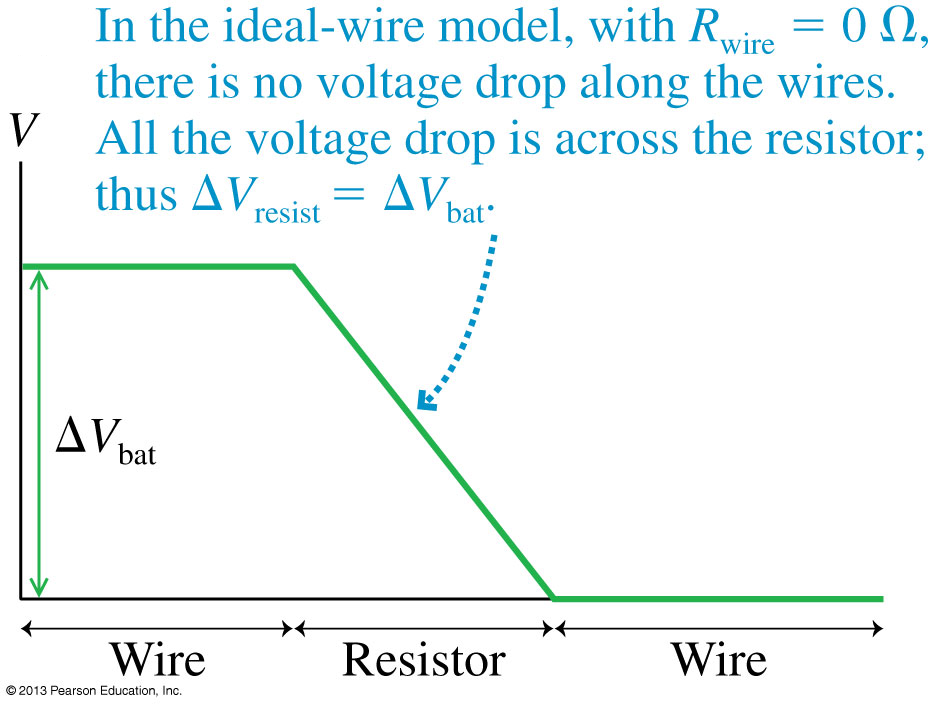 In the ideal-wire model, with R_wire = 0 Ω,
there is no voltage drop along the wires.
All the voltage drop is across the resistor;
thus ΔV_resist = ΔV_bat.
V
ΔV_bat
Wire
Resistor
Wire
© 2013 Pearson Education, Inc.